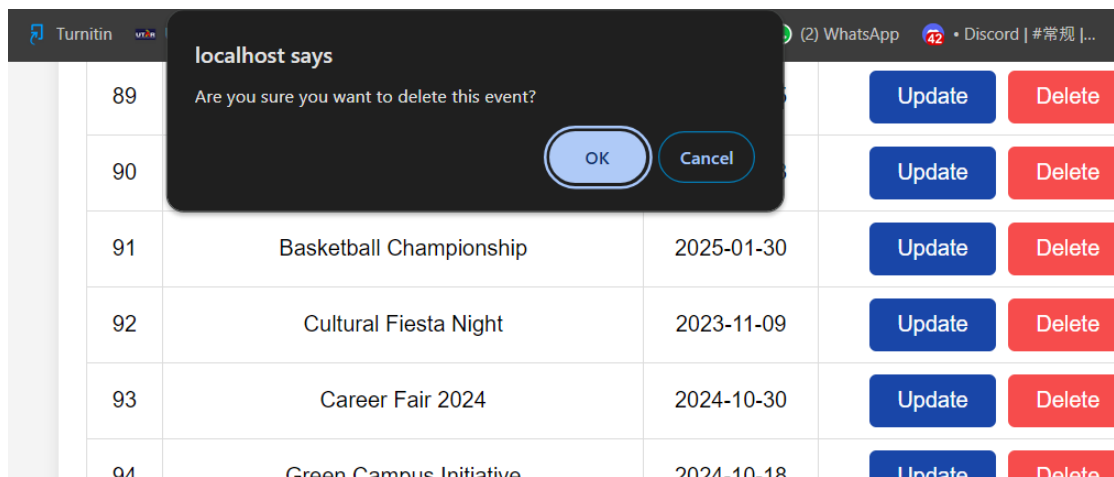 Turnitin UTAR (2) WhatsApp 42 • Discord | #常规 |...
localhost says
Are you sure you want to delete this event?
OK Cancel
89 Update Delete
90 Update Delete
91 Basketball Championship 2025-01-30 Update Delete
92 Cultural Fiesta Night 2023-11-09 Update Delete
93 Career Fair 2024 2024-10-30 Update Delete
94 Green Campus Initiative 2024-10-18 Update Delete